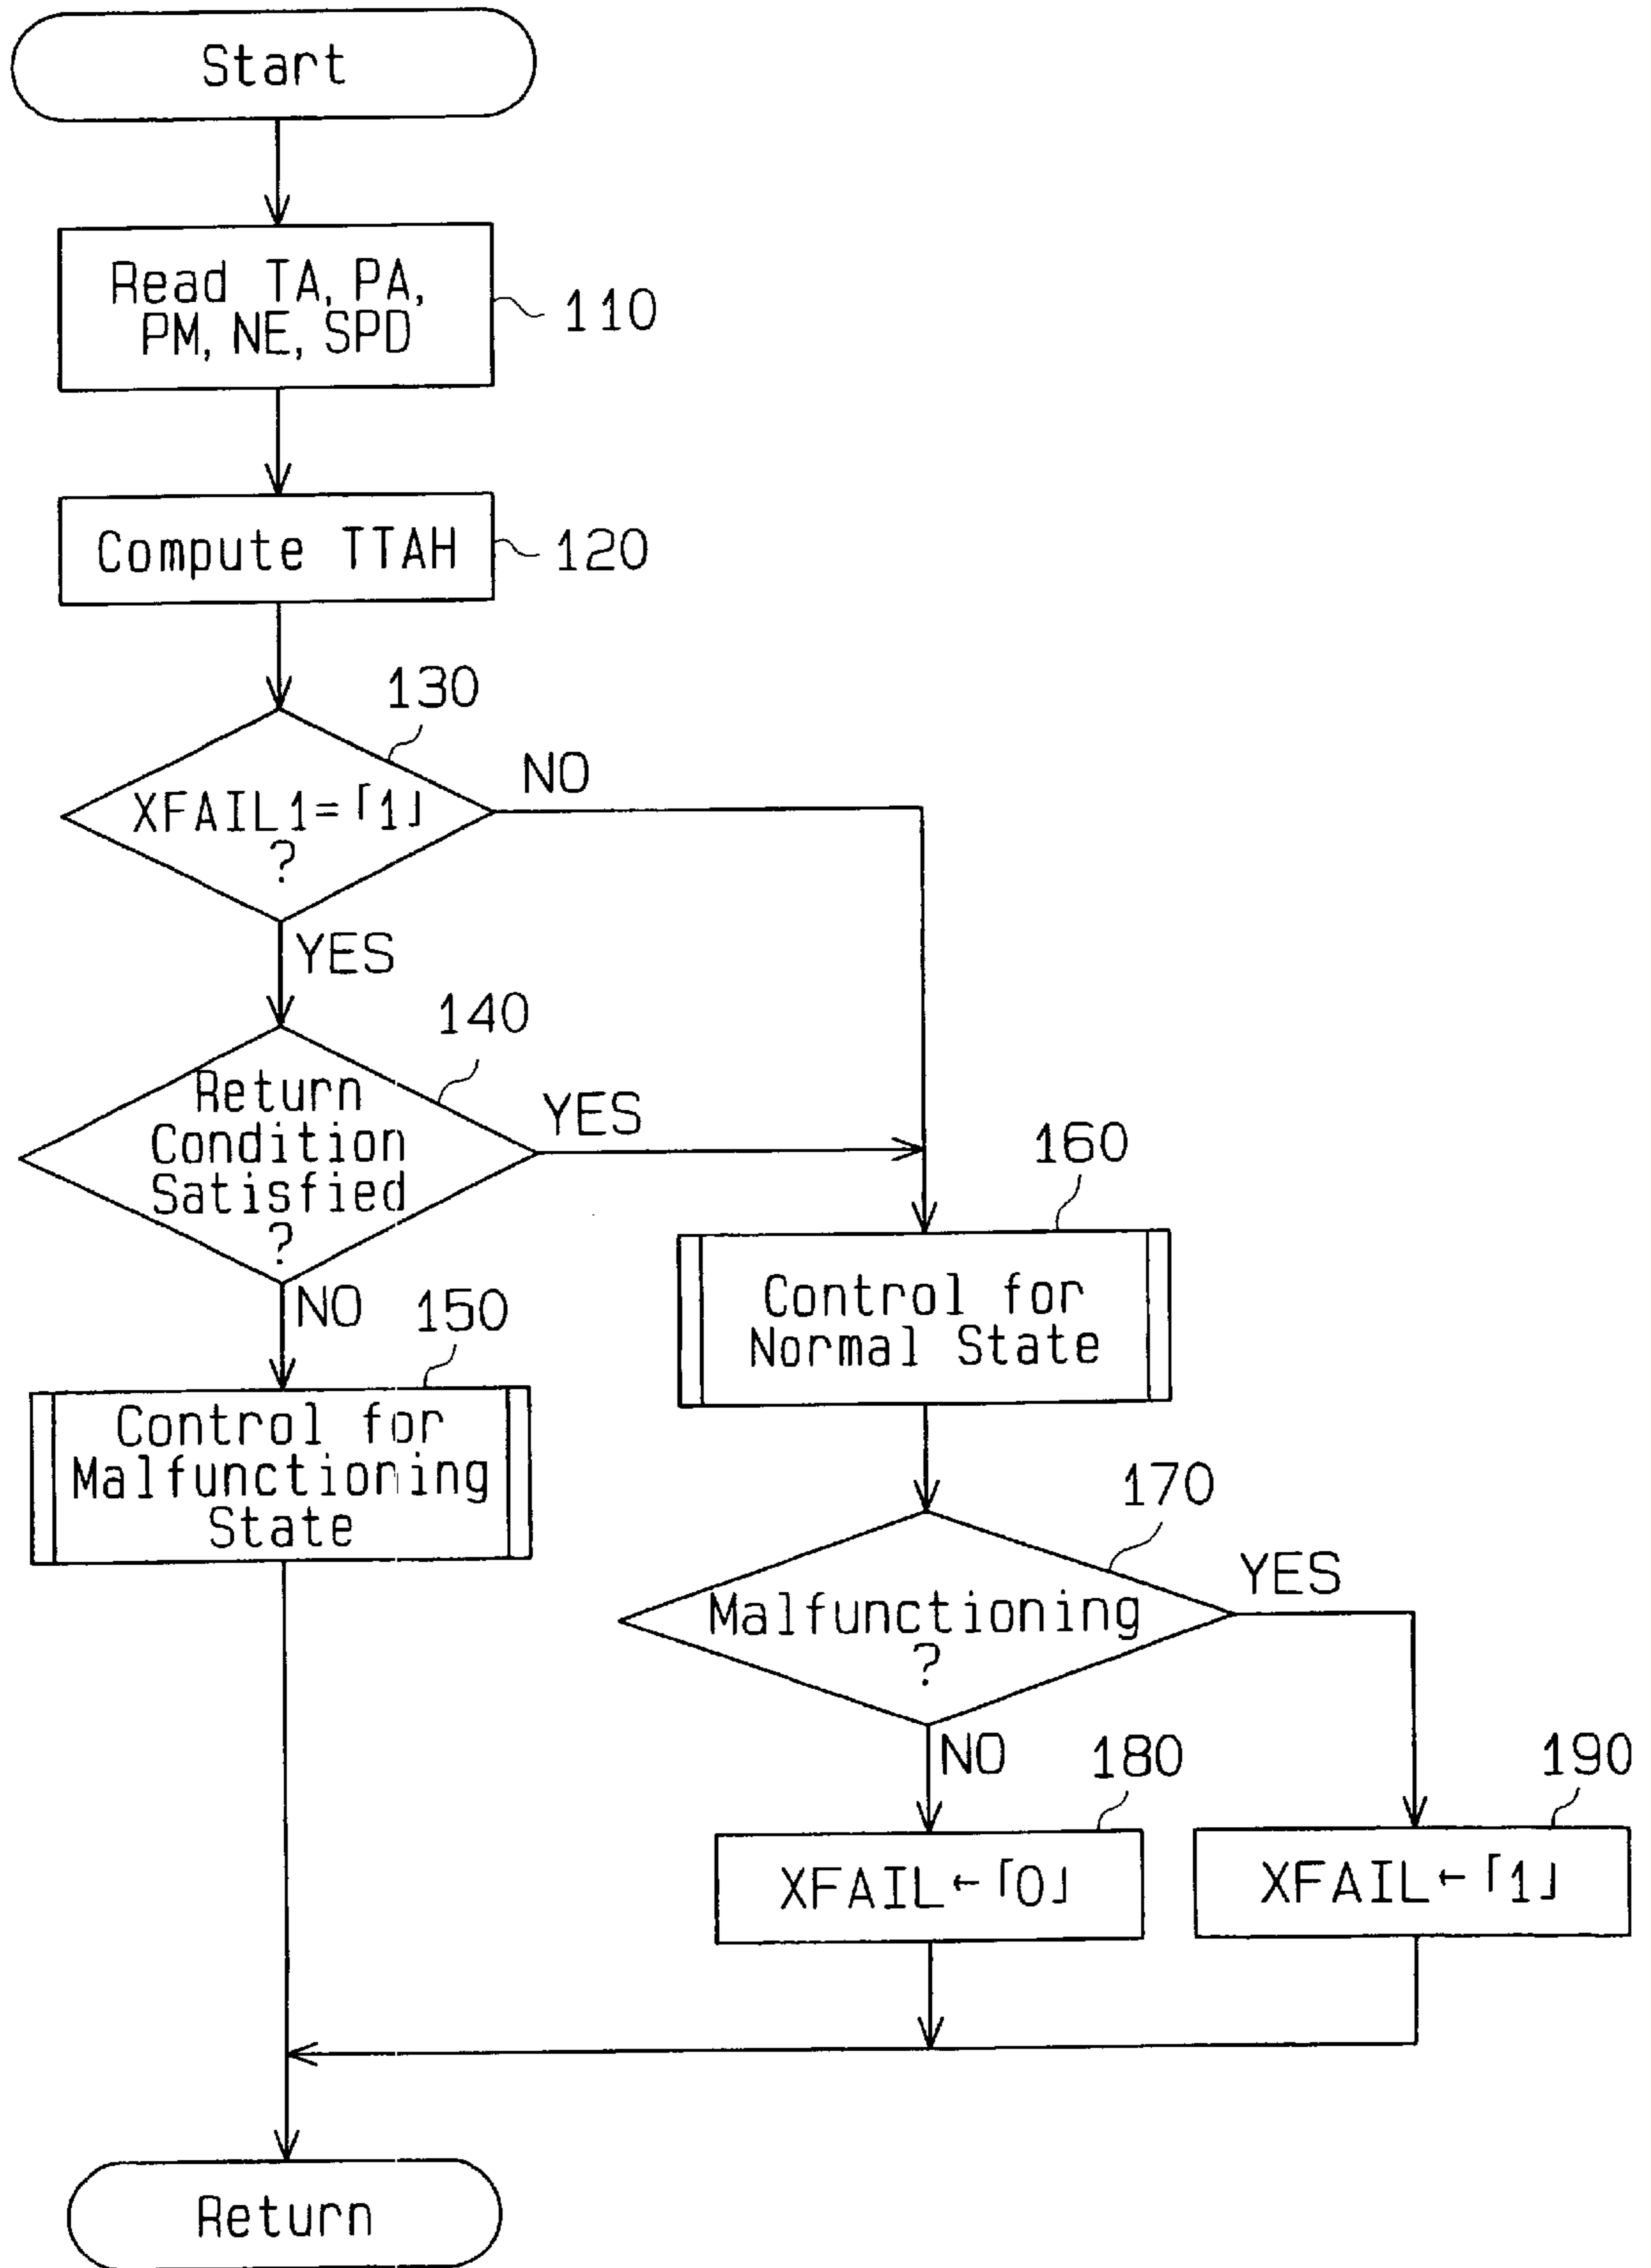 Start
Read TA, PA,
PM, NE, SPD
110
Compute TTAH
120
130
XFAIL1=「1」
?
NO
YES
140
Return
Condition
Satisfied
?
YES
NO
150
Control for
Malfunctioning
State
160
Control for
Normal State
170
Malfunctioning
?
YES
NO
180
XFAIL←「0」
190
XFAIL←「1」
Return